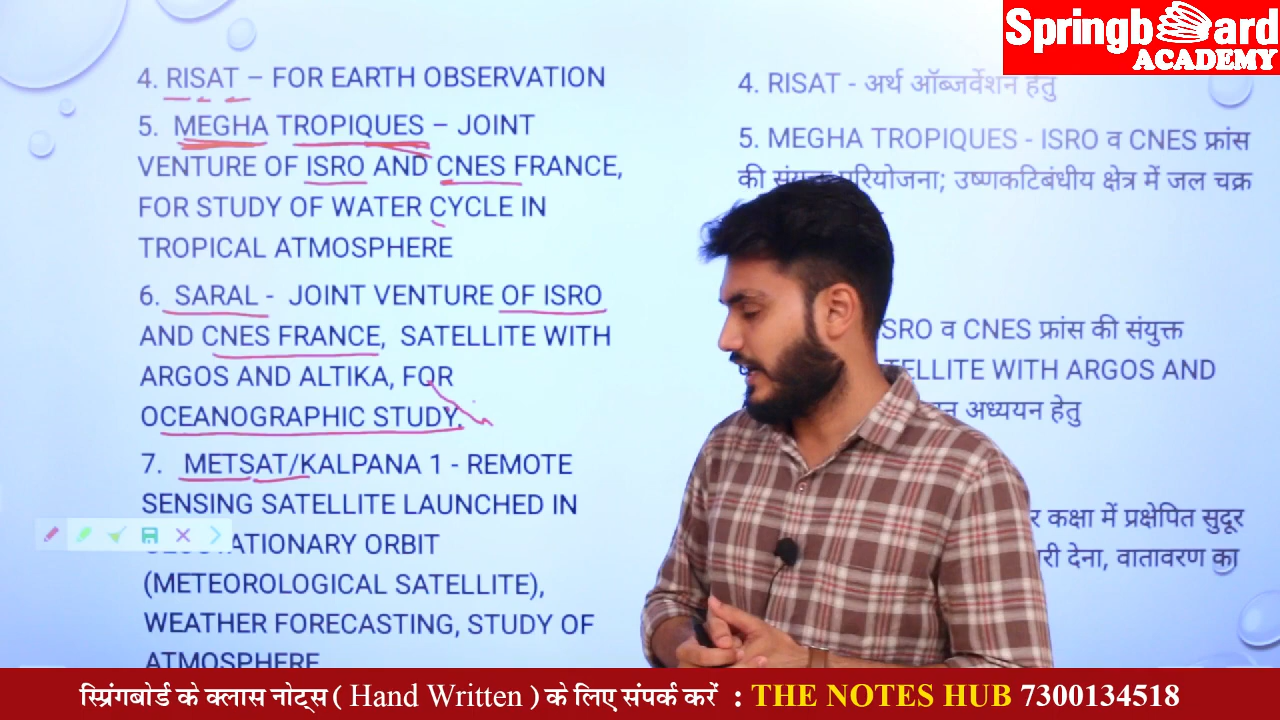 Springboard
ACADEMY
4. RISAT – FOR EARTH OBSERVATION
5. MEGHA TROPIQUES – JOINT
VENTURE OF ISRO AND CNES FRANCE,
FOR STUDY OF WATER CYCLE IN
TROPICAL ATMOSPHERE
6. SARAL - JOINT VENTURE OF ISRO
AND CNES FRANCE, SATELLITE WITH
ARGOS AND ALTIKA, FOR
OCEANOGRAPHIC STUDY.
7. METSAT/KALPANA 1 - REMOTE
SENSING SATELLITE LAUNCHED IN
ORBIT
(METEOROLOGICAL SATELLITE),
WEATHER FORECASTING, STUDY OF
ATMOSPHERE
4. RISAT - अर्थ ऑब्जर्वेशन हेतु
5. MEGHA TROPIQUES - ISRO व CNES फ्रांस
की परियोजना; उष्णकटिबंधीय क्षेत्र में जल चक्र
व CNES फ्रांस की संयुक्त
WITH ARGOS AND
अध्ययन हेतु
कक्षा में प्रक्षेपित सुदूर
देना, वातावरण का
स्प्रिंगबोर्ड के क्लास नोट्स ( Hand Written ) के लिए संपर्क करें : THE NOTES HUB 7300134518